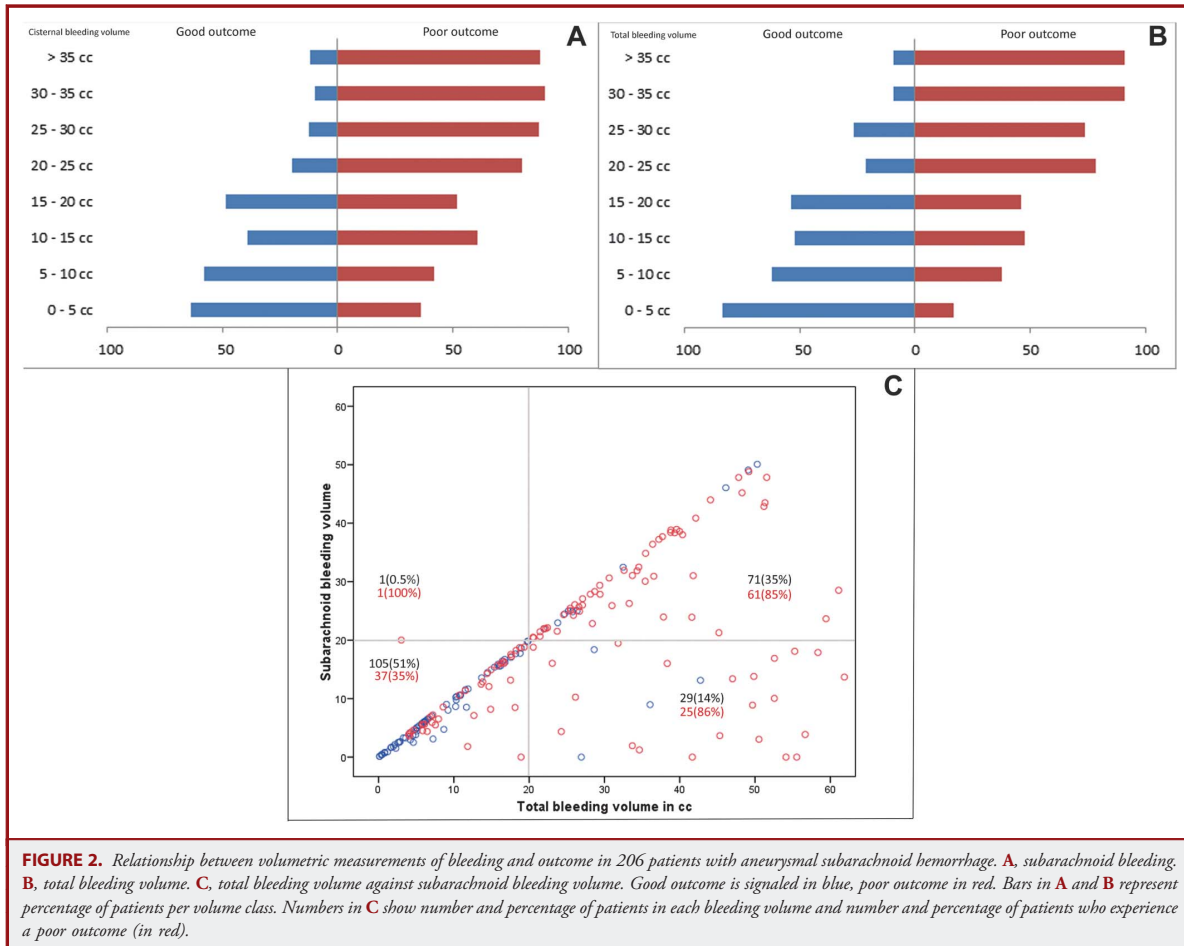 Cisternal bleeding volume Good outcome Poor outcome A
> 35 cc
30 - 35 cc
25 - 30 cc
20 - 25 cc
15 - 20 cc
10 - 15 cc
5 - 10 cc
0 - 5 cc
100 50 0 50 100
Total bleeding volume Good outcome Poor outcome B
> 35 cc
30 - 35 cc
25 - 30 cc
20 - 25 cc
15 - 20 cc
10 - 15 cc
5 - 10 cc
0 - 5 cc
100 50 0 50 100
C
Subarachnoid bleeding volume
60
50
40
30
20
10
0
1(0.5%)
1(100%)
71(35%)
61(85%)
105(51%)
37(35%)
29(14%)
25(86%)
0 10 20 30 40 50 60
Total bleeding volume in cc
FIGURE 2. Relationship between volumetric measurements of bleeding and outcome in 206 patients with aneurysmal subarachnoid hemorrhage. A, subarachnoid bleeding.
B, total bleeding volume. C, total bleeding volume against subarachnoid bleeding volume. Good outcome is signaled in blue, poor outcome in red. Bars in A and B represent
percentage of patients per volume class. Numbers in C show number and percentage of patients in each bleeding volume and number and percentage of patients who experience
a poor outcome (in red).